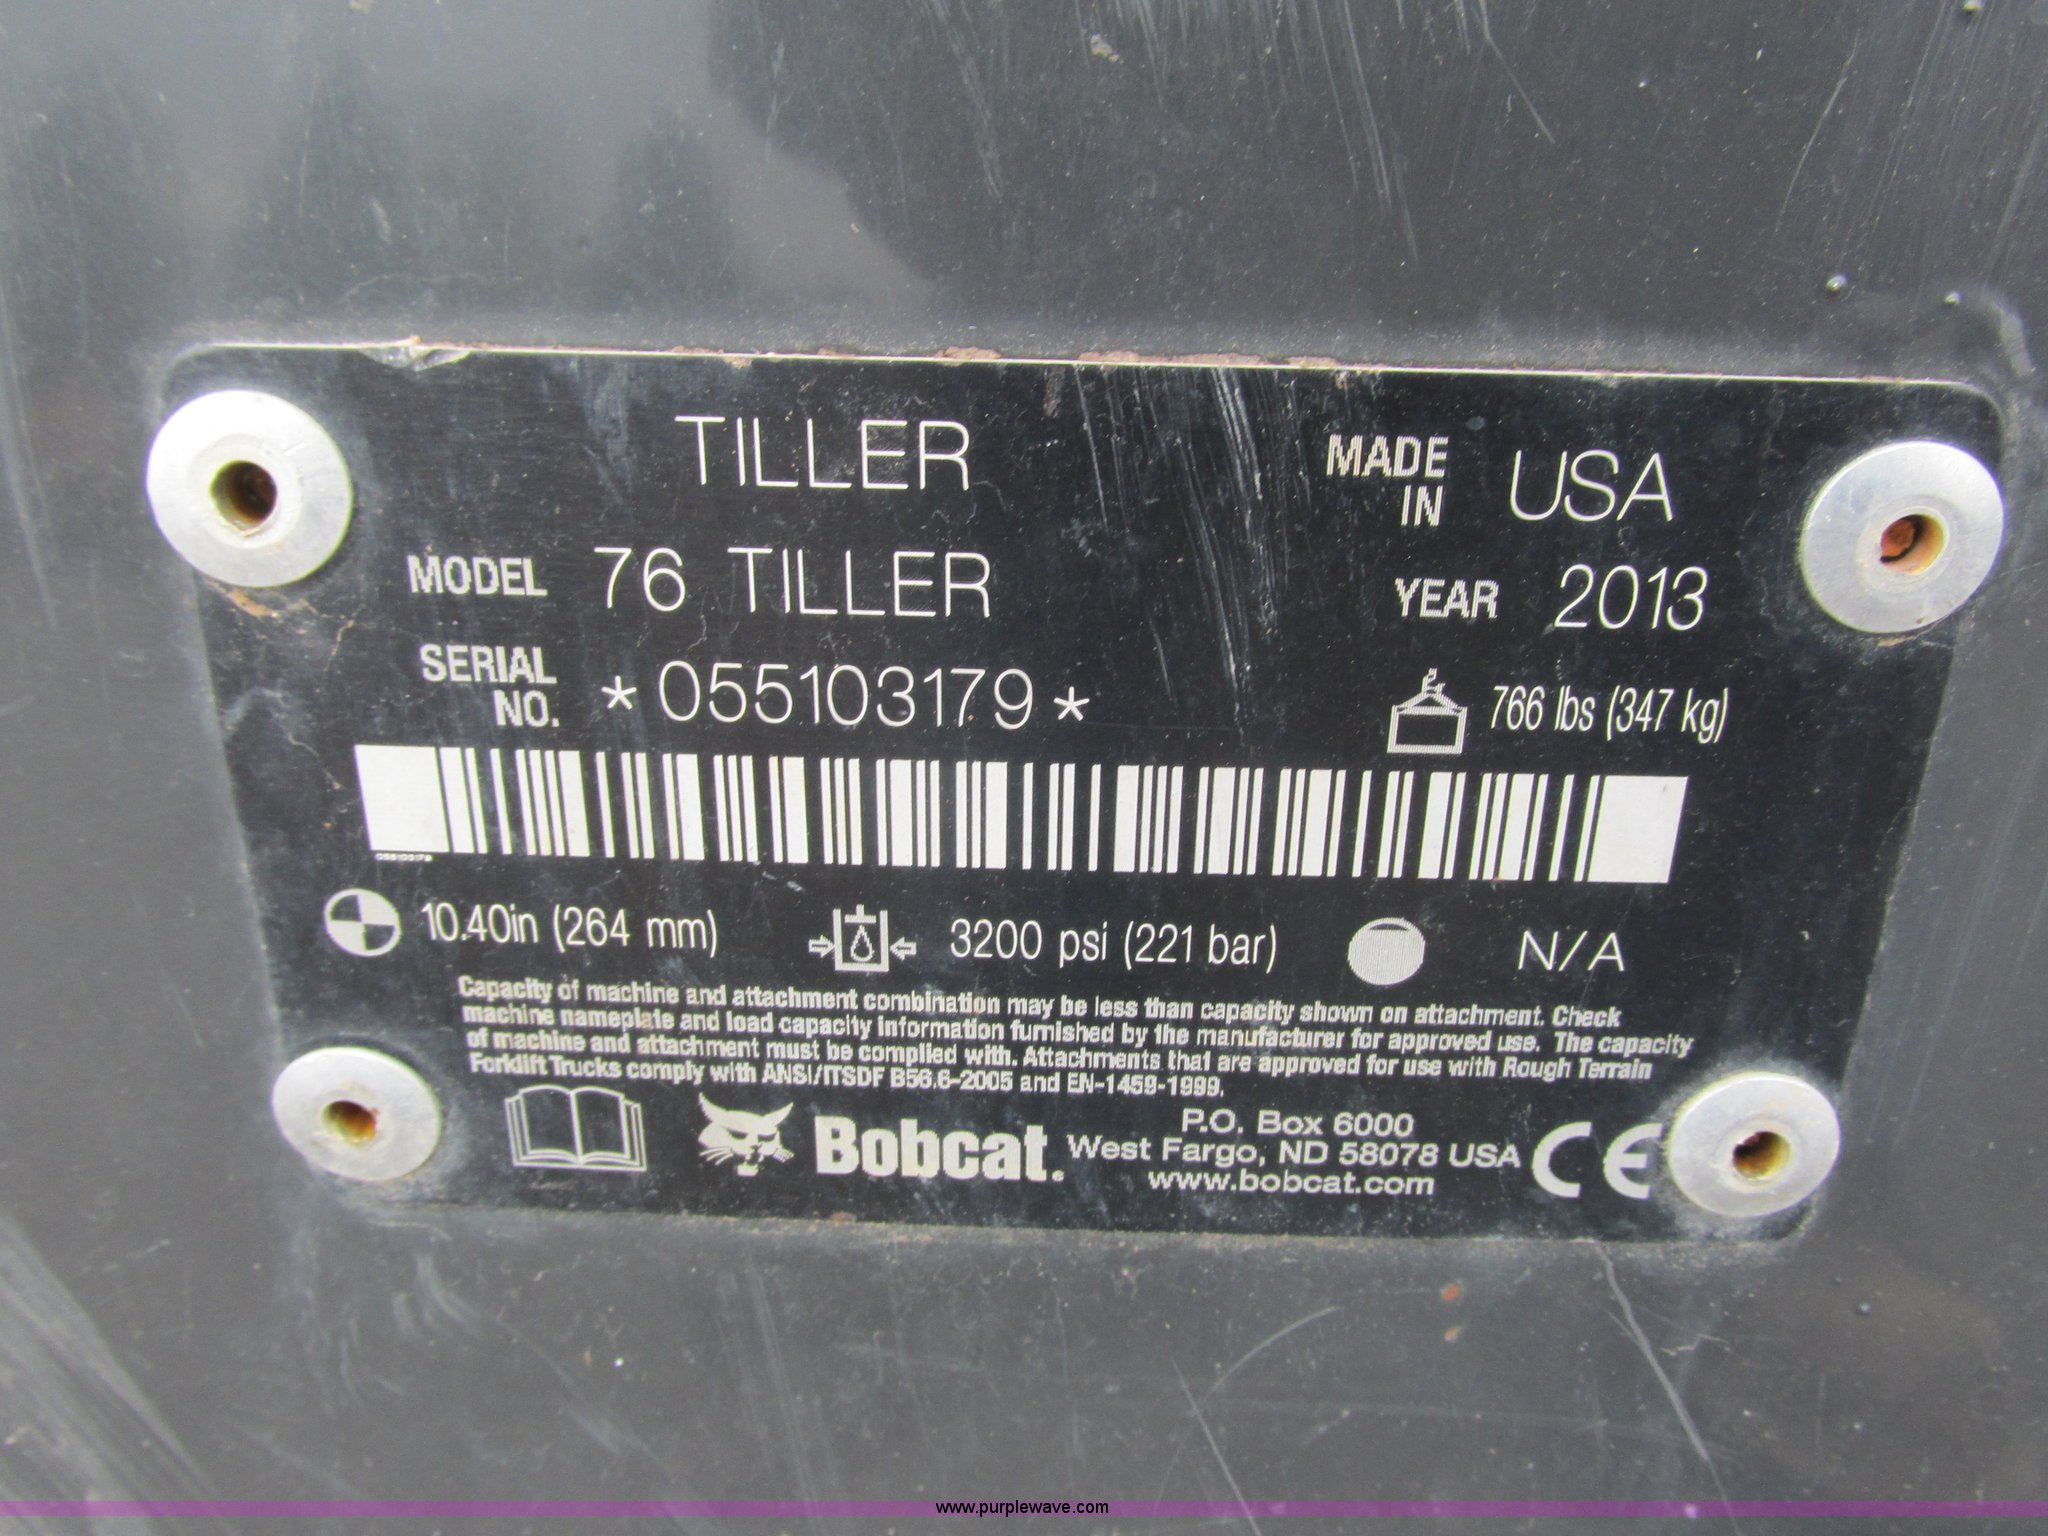 TILLER
MADE IN USA
MODEL 76 TILLER
YEAR 2013
SERIAL NO. *055103179*
766 lbs (347 kg)
055103179
10.40in (264 mm)
3200 psi (221 bar)
N/A
Capacity of machine and attachment combination may be less than capacity shown on attachment. Check
machine nameplate and load capacity information furnished by the manufacturer for approved use. The capacity
of machine and attachment must be complied with. Attachments that are approved for use with Rough Terrain
Forklift Trucks comply with ANSI/ITSDF B56.6-2005 and EN-1459-1999.
Bobcat.
P.O. Box 6000
West Fargo, ND 58078 USA
www.bobcat.com
CE
www.purplewave.com